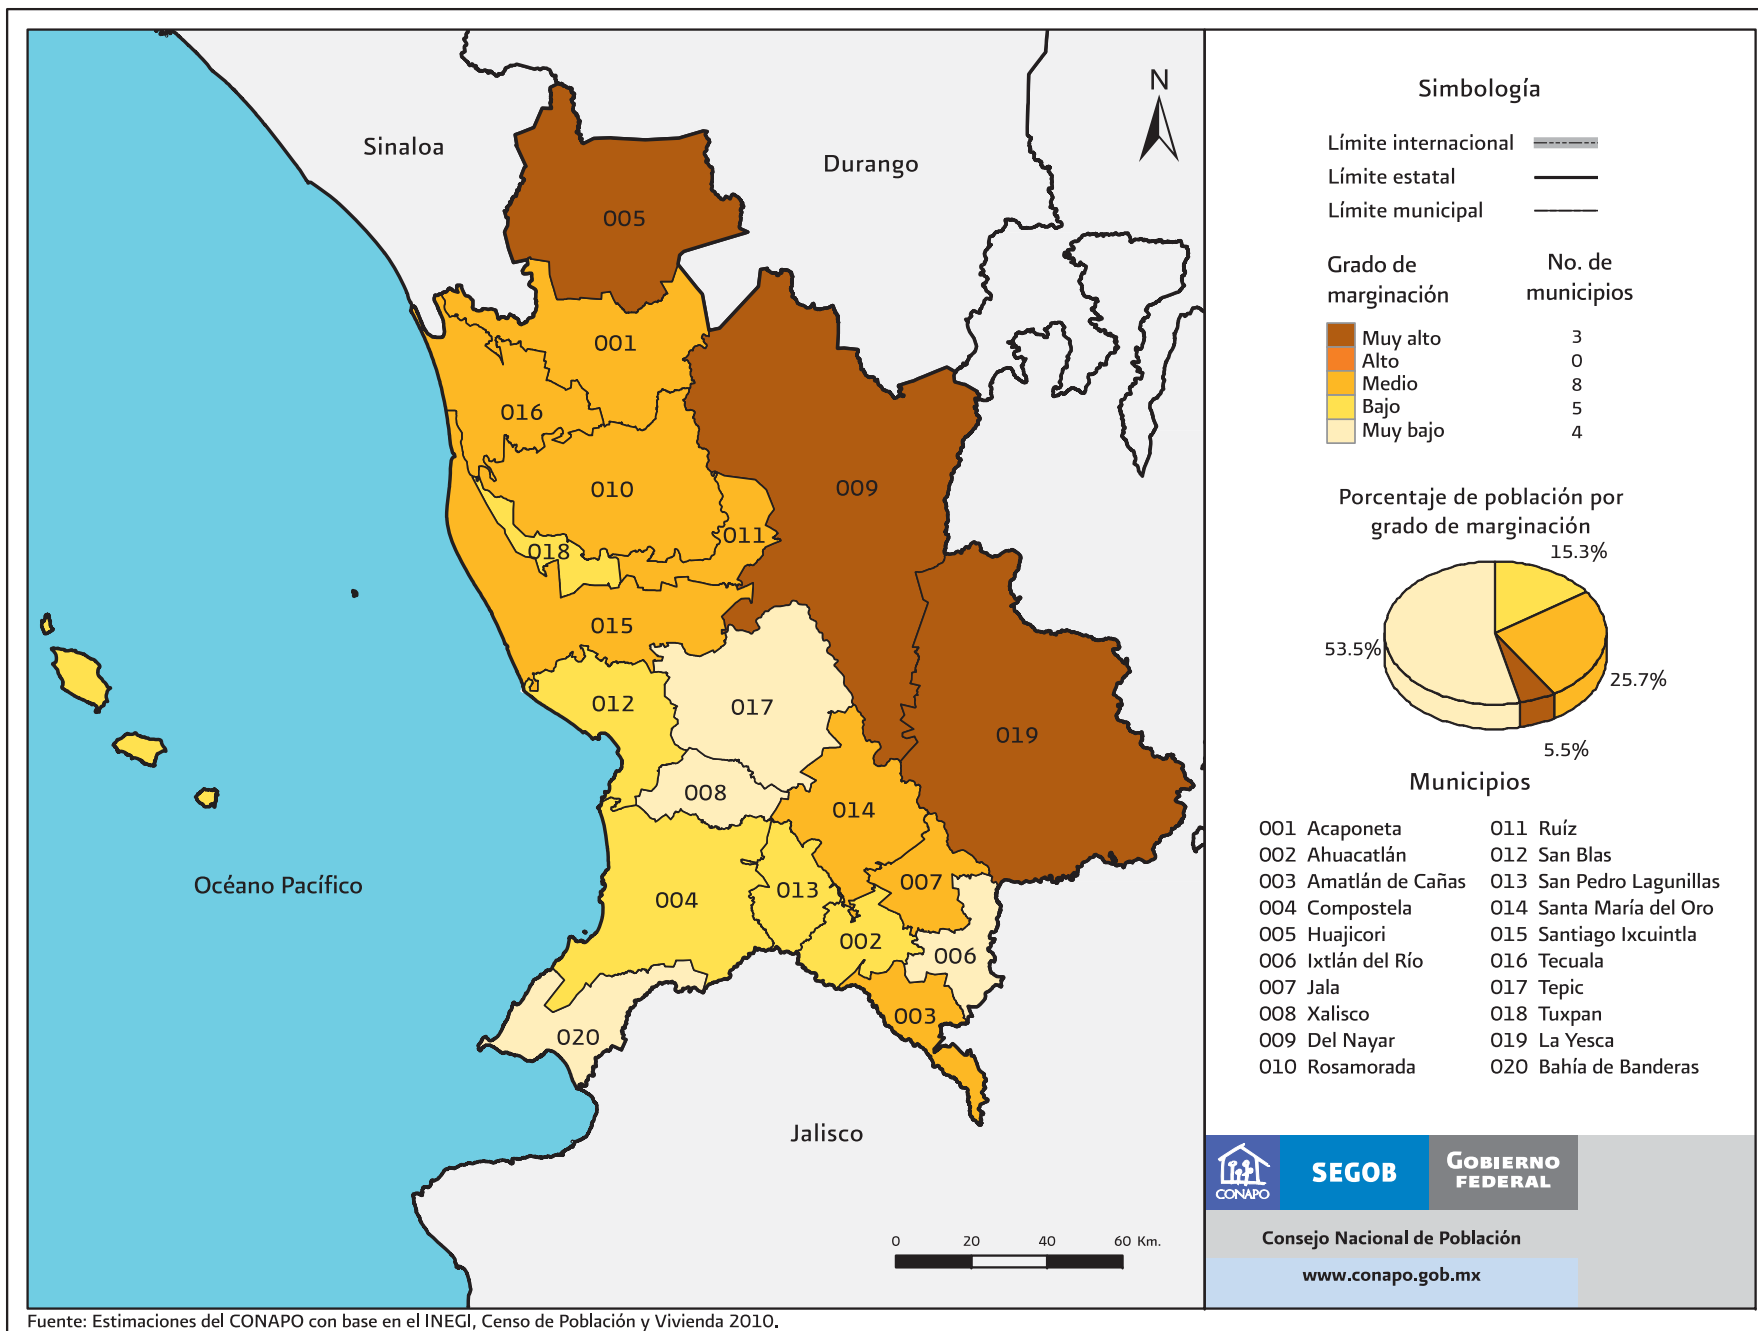 Sinaloa
Durango
N
005
001
016
010
009
011
018
015
012
017
019
008
014
004
013
007
002
006
003
020
Océano Pacífico
Jalisco
0 20 40 60 Km.
Simbología
Límite internacional
Límite estatal
Límite municipal
Grado de marginación
No. de municipios
Muy alto 3
Alto 0
Medio 8
Bajo 5
Muy bajo 4
Porcentaje de población por
grado de marginación
15.3%
53.5%
25.7%
5.5%
Municipios
001 Acaponeta
002 Ahuacatlán
003 Amatlán de Cañas
004 Compostela
005 Huajicori
006 Ixtlán del Río
007 Jala
008 Xalisco
009 Del Nayar
010 Rosamorada
011 Ruíz
012 San Blas
013 San Pedro Lagunillas
014 Santa María del Oro
015 Santiago Ixcuintla
016 Tecuala
017 Tepic
018 Tuxpan
019 La Yesca
020 Bahía de Banderas
CONAPO
SEGOB
GOBIERNO
FEDERAL
Consejo Nacional de Población
www.conapo.gob.mx
Fuente: Estimaciones del CONAPO con base en el INEGI, Censo de Población y Vivienda 2010.